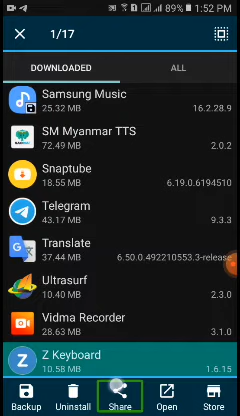 89% 1:52 PM
1/17
DOWNLOADED ALL
Samsung Music
25.32 MB 16.2.28.9
SM Myanmar TTS
72.49 MB 2.0.2
Snaptube
18.55 MB 6.19.0.6194510
Telegram
43.17 MB 9.3.3
Translate
37.44 MB 6.50.0.492210553.3-release
Ultrasurf
10.40 MB 2.3.0
Vidma Recorder
28.63 MB 3.1.0
Z Keyboard
10.58 MB 1.6.15
Backup Uninstall Share Open Store